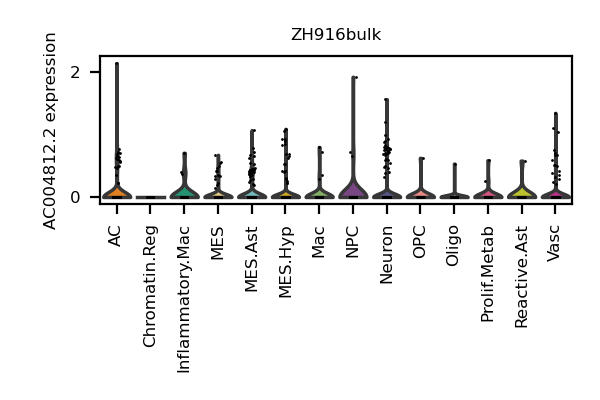 ZH916bulk
AC004812.2 expression
2
0
AC
Chromatin.Reg
Inflammatory.Mac
MES
MES.Ast
MES.Hyp
Mac
NPC
Neuron
OPC
Oligo
Prolif.Metab
Reactive.Ast
Vasc